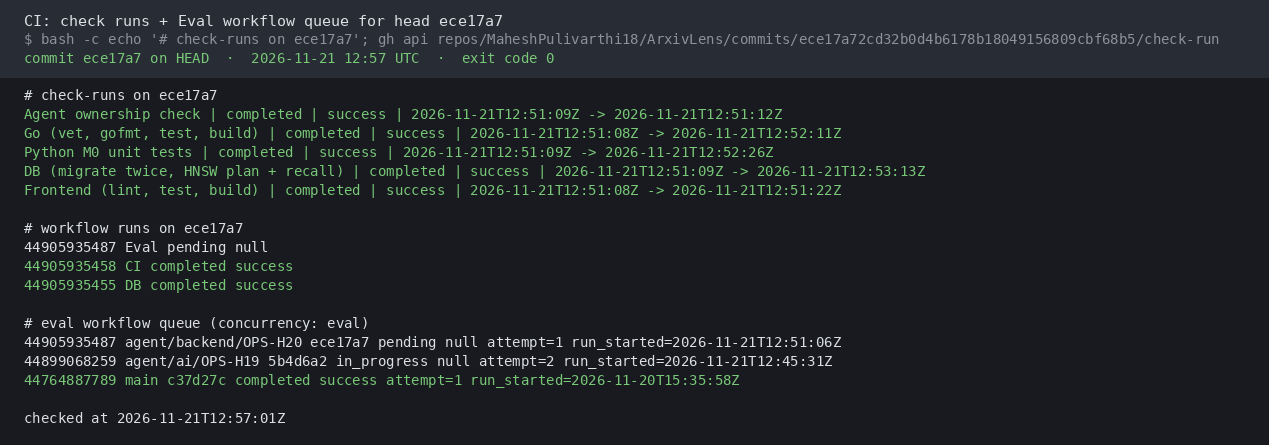 CI: check runs + Eval workflow queue for head ece17a7
$ bash -c echo '# check-runs on ece17a7'; gh api repos/MaheshPulivarthi18/ArxivLens/commits/ece17a72cd32b0d4b6178b18049156809cbf68b5/check-run
commit ece17a7 on HEAD · 2026-11-21 12:57 UTC · exit code 0
# check-runs on ece17a7
Agent ownership check | completed | success | 2026-11-21T12:51:09Z -> 2026-11-21T12:51:12Z
Go (vet, gofmt, test, build) | completed | success | 2026-11-21T12:51:08Z -> 2026-11-21T12:52:11Z
Python M0 unit tests | completed | success | 2026-11-21T12:51:09Z -> 2026-11-21T12:52:26Z
DB (migrate twice, HNSW plan + recall) | completed | success | 2026-11-21T12:51:09Z -> 2026-11-21T12:53:13Z
Frontend (lint, test, build) | completed | success | 2026-11-21T12:51:08Z -> 2026-11-21T12:51:22Z
# workflow runs on ece17a7
44905935487 Eval pending null
44905935458 CI completed success
44905935455 DB completed success
# eval workflow queue (concurrency: eval)
44905935487 agent/backend/OPS-H20 ece17a7 pending null attempt=1 run_started=2026-11-21T12:51:06Z
44899068259 agent/ai/OPS-H19 5b4d6a2 in_progress null attempt=2 run_started=2026-11-21T12:45:31Z
44764887789 main c37d27c completed success attempt=1 run_started=2026-11-20T15:35:58Z
checked at 2026-11-21T12:57:01Z